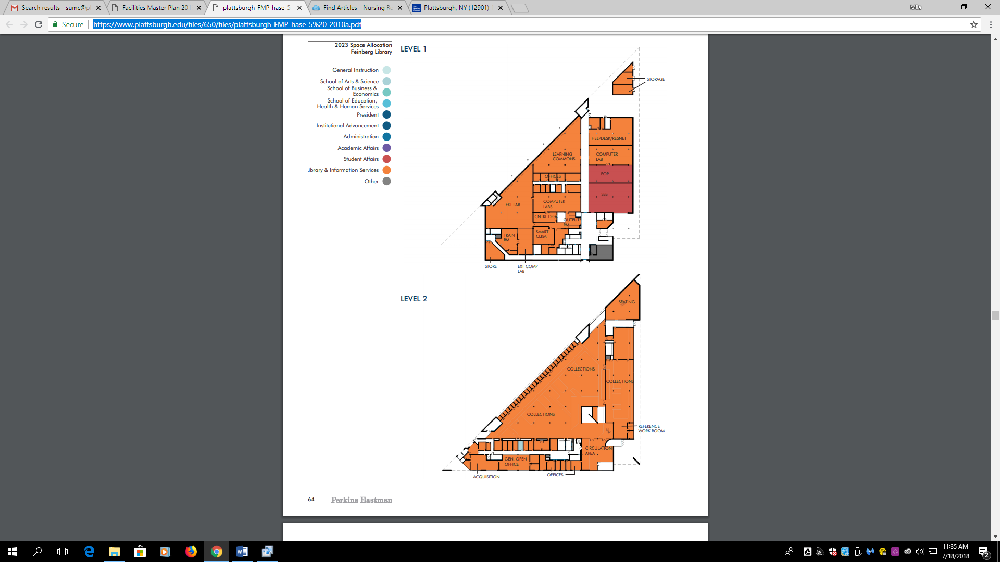 Search results - sumc@pl
Facilities Master Plan 201
plattsburgh-FMP-hase-5
Find Articles - Nursing Re
Plattsburgh, NY (12901) 1
Mila
Secure
https://www.plattsburgh.edu/files/650/files/plattsburgh-FMP-hase-5%20-2010a.pdf
2023 Space Allocation
Feinberg Library
General Instruction
School of Arts & Science
School of Business &
Economics
School of Education,
Health & Human Services
President
Institutional Advancement
Administration
Academic Affairs
Student Affairs
Library & Information Services
Other
LEVEL 1
STORAGE
HELPDESK/RESNET
LEARNING
COMMONS
COMPUTER
LAB
EOP
OFFICES
SSS
EXT LAB
COMPUTER
LABS
CNTRL DESK
OUTPUT
RM
TRAIN
RM
SMART
CLRM
STORE
EXT COMP
LAB
LEVEL 2
SEATING
COLLECTIONS
COLLECTIONS
COLLECTIONS
REFERENCE
WORK ROOM
CIRCULATION
AREA
GEN. OPEN
OFFICE
ACQUISITION
OFFICES
64
Perkins Eastman
11:35 AM
7/18/2018
2